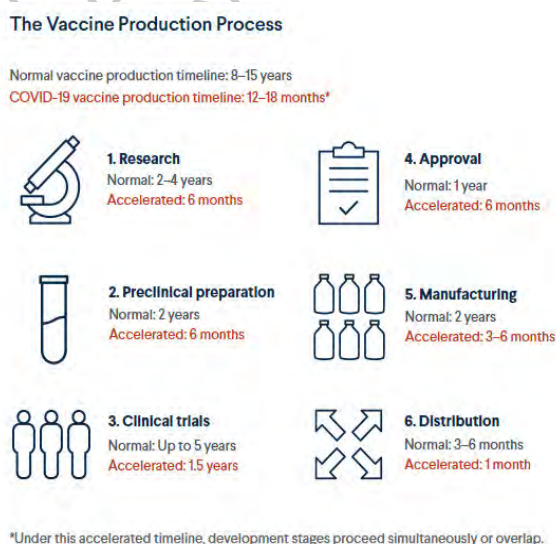 The Vaccine Production Process
Normal vaccine production timeline: 8–15 years
COVID-19 vaccine production timeline: 12–18 months*
1. Research
Normal: 2–4 years
Accelerated: 6 months
2. Preclinical preparation
Normal: 2 years
Accelerated: 6 months
3. Clinical trials
Normal: Up to 5 years
Accelerated: 1.5 years
4. Approval
Normal: 1 year
Accelerated: 6 months
5. Manufacturing
Normal: 2 years
Accelerated: 3–6 months
6. Distribution
Normal: 3–6 months
Accelerated: 1 month
*Under this accelerated timeline, development stages proceed simultaneously or overlap.